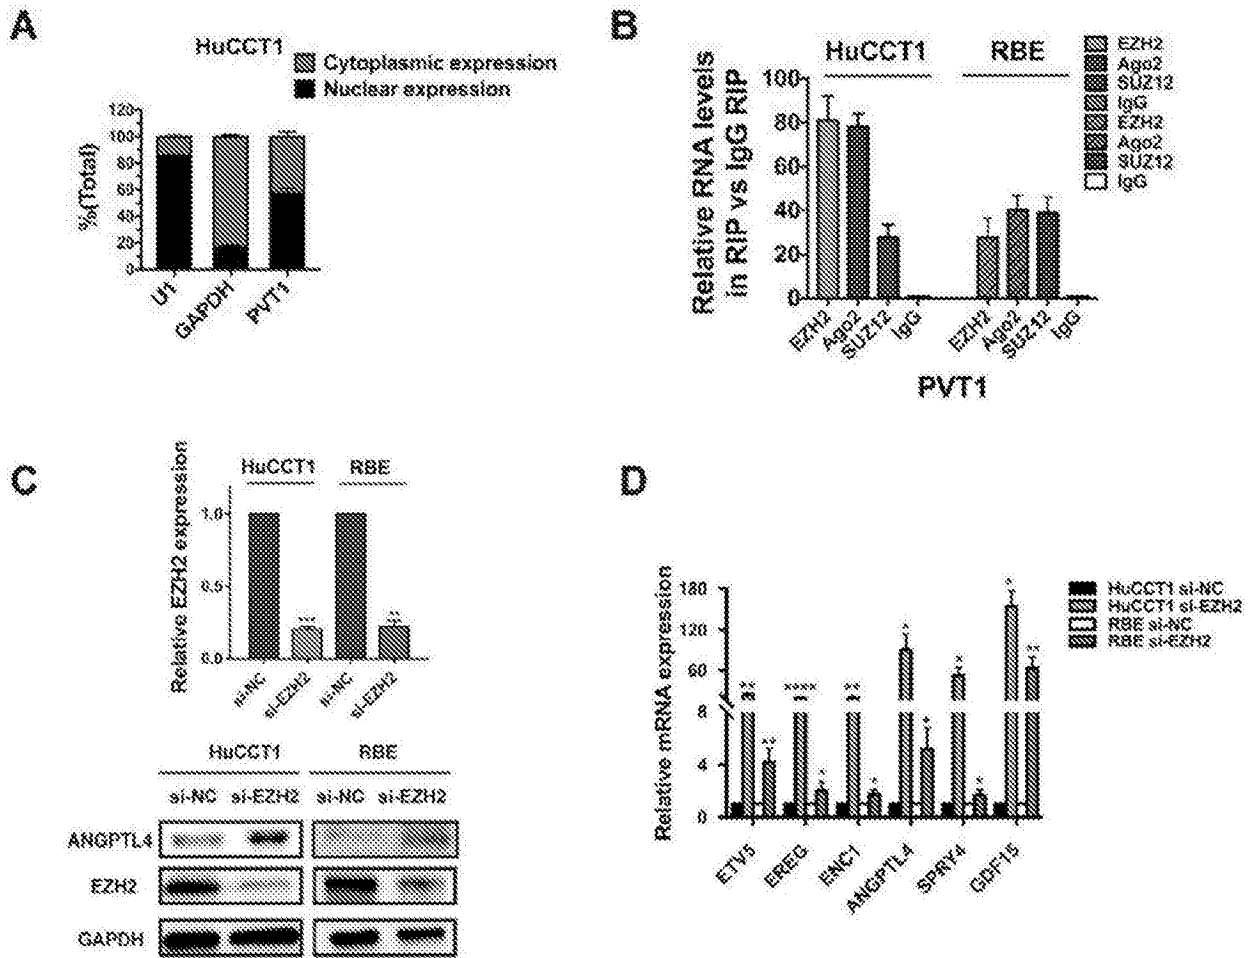 A
HuCCT1
Cytoplasmic expression
Nuclear expression
%(Total)
120
100
80
60
40
20
0
U1
GAPDH
PVT1
B
HuCCT1
RBE
Relative RNA levels
in RIP vs IgG RIP
100
80
60
40
20
0
EZH2
Ago2
SUZ12
IgG
EZH2
Ago2
SUZ12
IgG
EZH2
Ago2
SUZ12
IgG
EZH2
Ago2
SUZ12
IgG
PVT1
C
HuCCT1
RBE
Relative EZH2 expression
1.0
0.5
0.0
***
**
si-NC
si-EZH2
si-NC
si-EZH2
HuCCT1
RBE
si-NC
si-EZH2
si-NC
si-EZH2
ANGPTL4
EZH2
GAPDH
D
Relative mRNA expression
180
120
60
8
4
0
HuCCT1 si-NC
HuCCT1 si-EZH2
RBE si-NC
RBE si-EZH2
**
**
****
*
**
*
*
*
*
*
*
**
ETV5
EREG
ENC1
ANGPTL4
SPRY4
GDF15